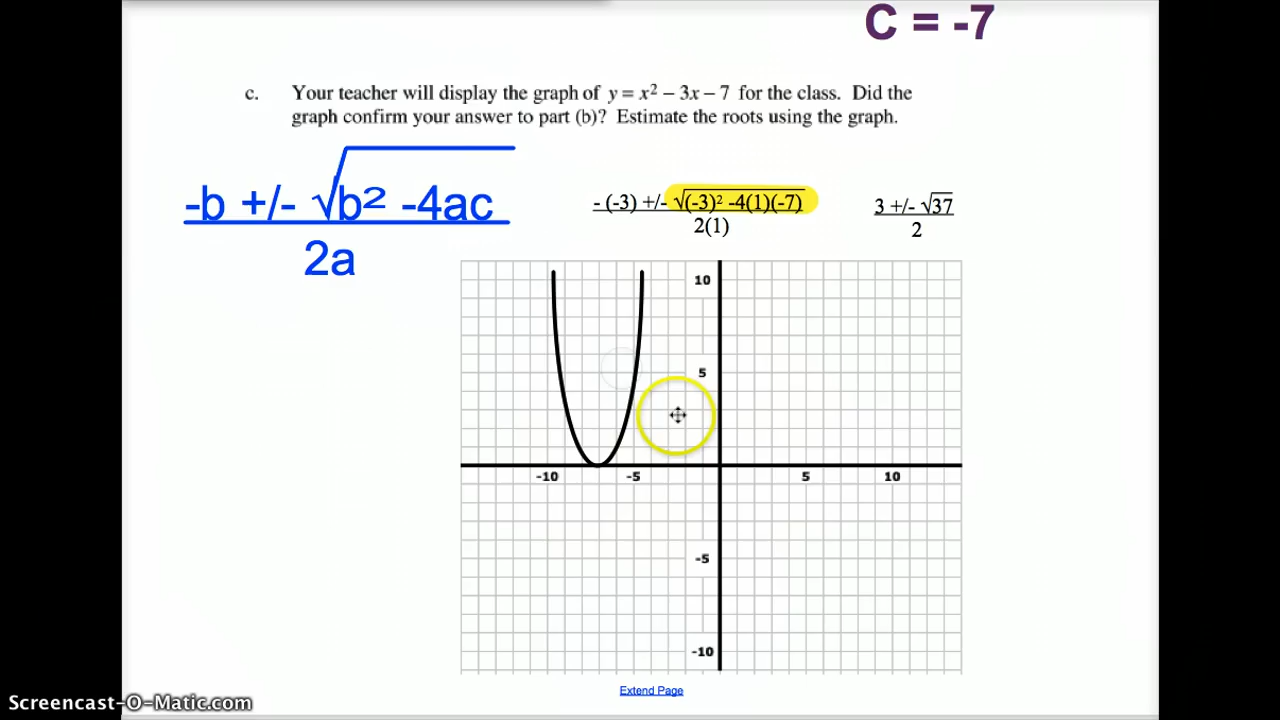 C = -7
c. Your teacher will display the graph of y = x² – 3x – 7 for the class. Did the
graph confirm your answer to part (b)? Estimate the roots using the graph.
-b +/- √b² -4ac
2a
- (-3) +/- √(-3)² -4(1)(-7)
2(1)
3 +/- √37
2
10
5
-10 -5 5 10
-5
-10
Extend Page
Screencast-O-Matic.com